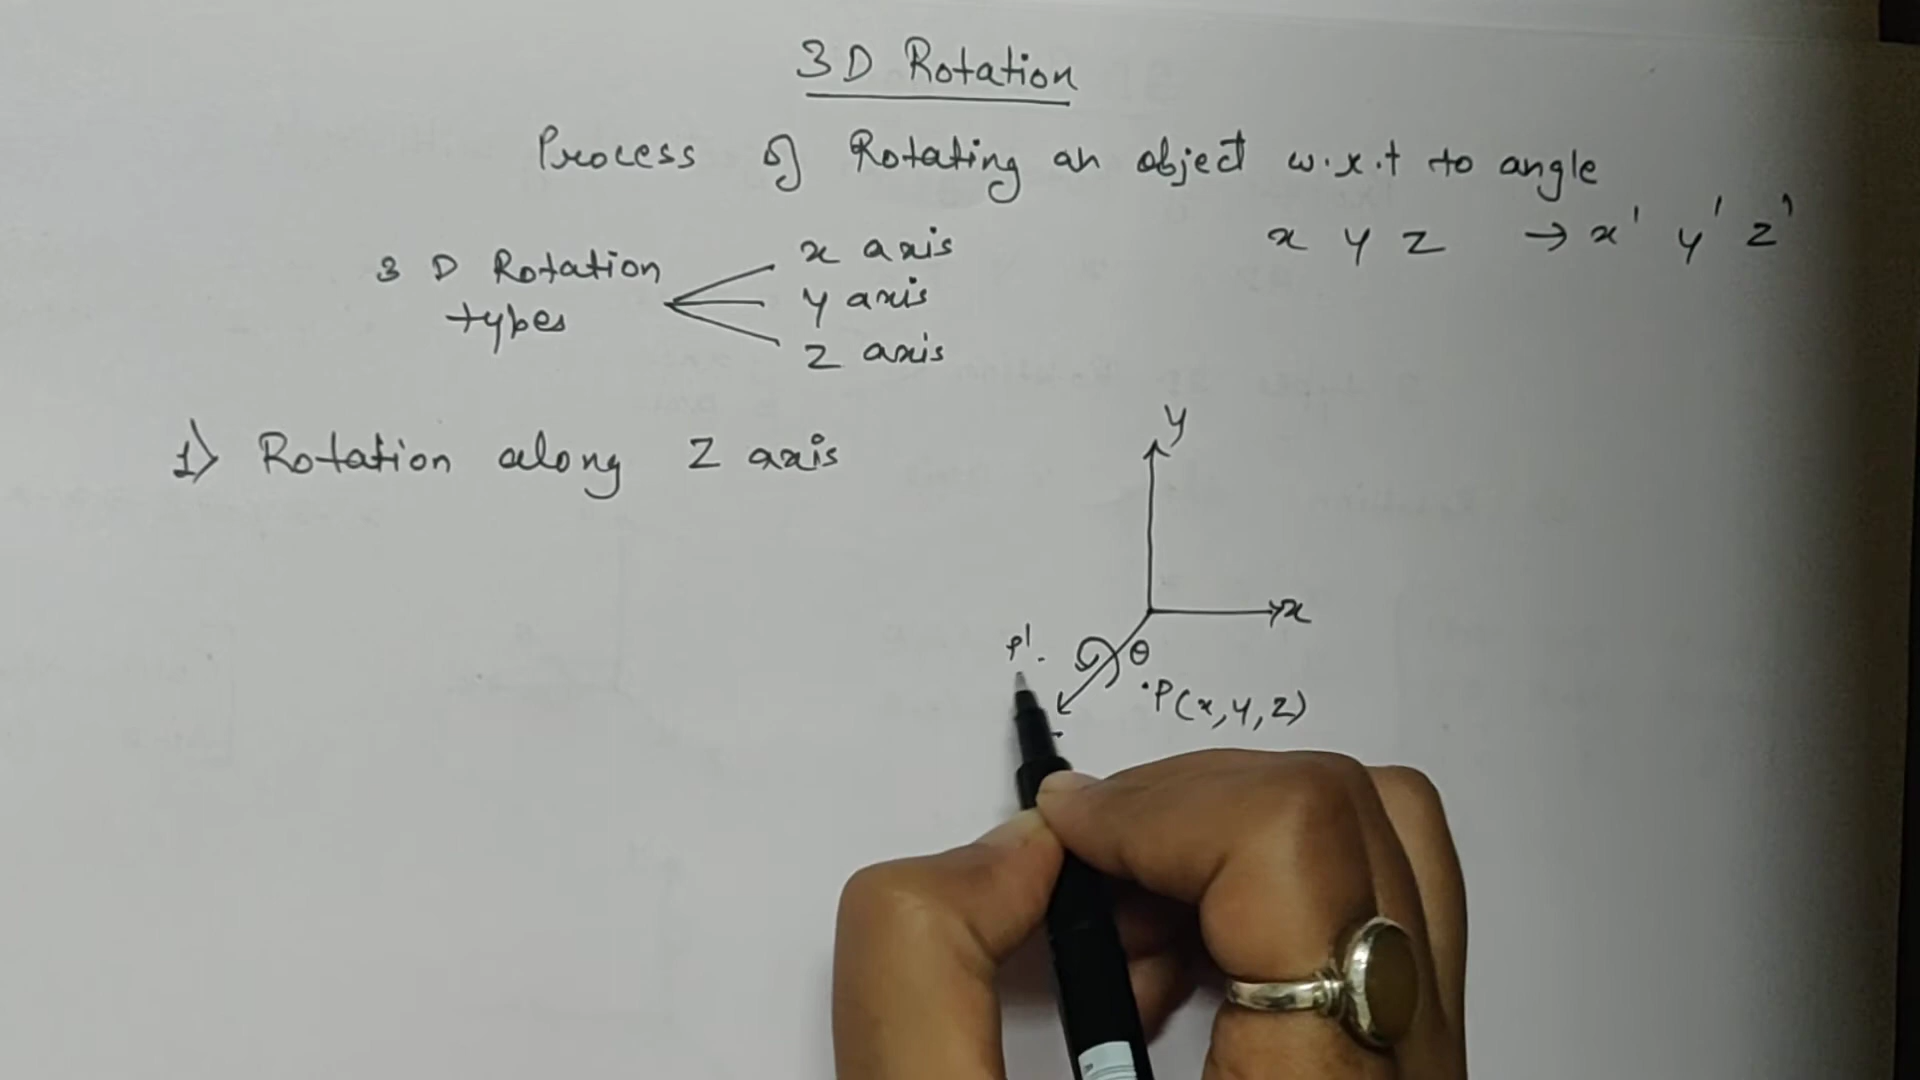 3D Rotation
Process of Rotating an object w.r.t to angle
x y z → x' y' z'
3 D Rotation types
x axis
y axis
z axis
1) Rotation along Z axis
y
x
P'.
θ
.P(x, y, z)